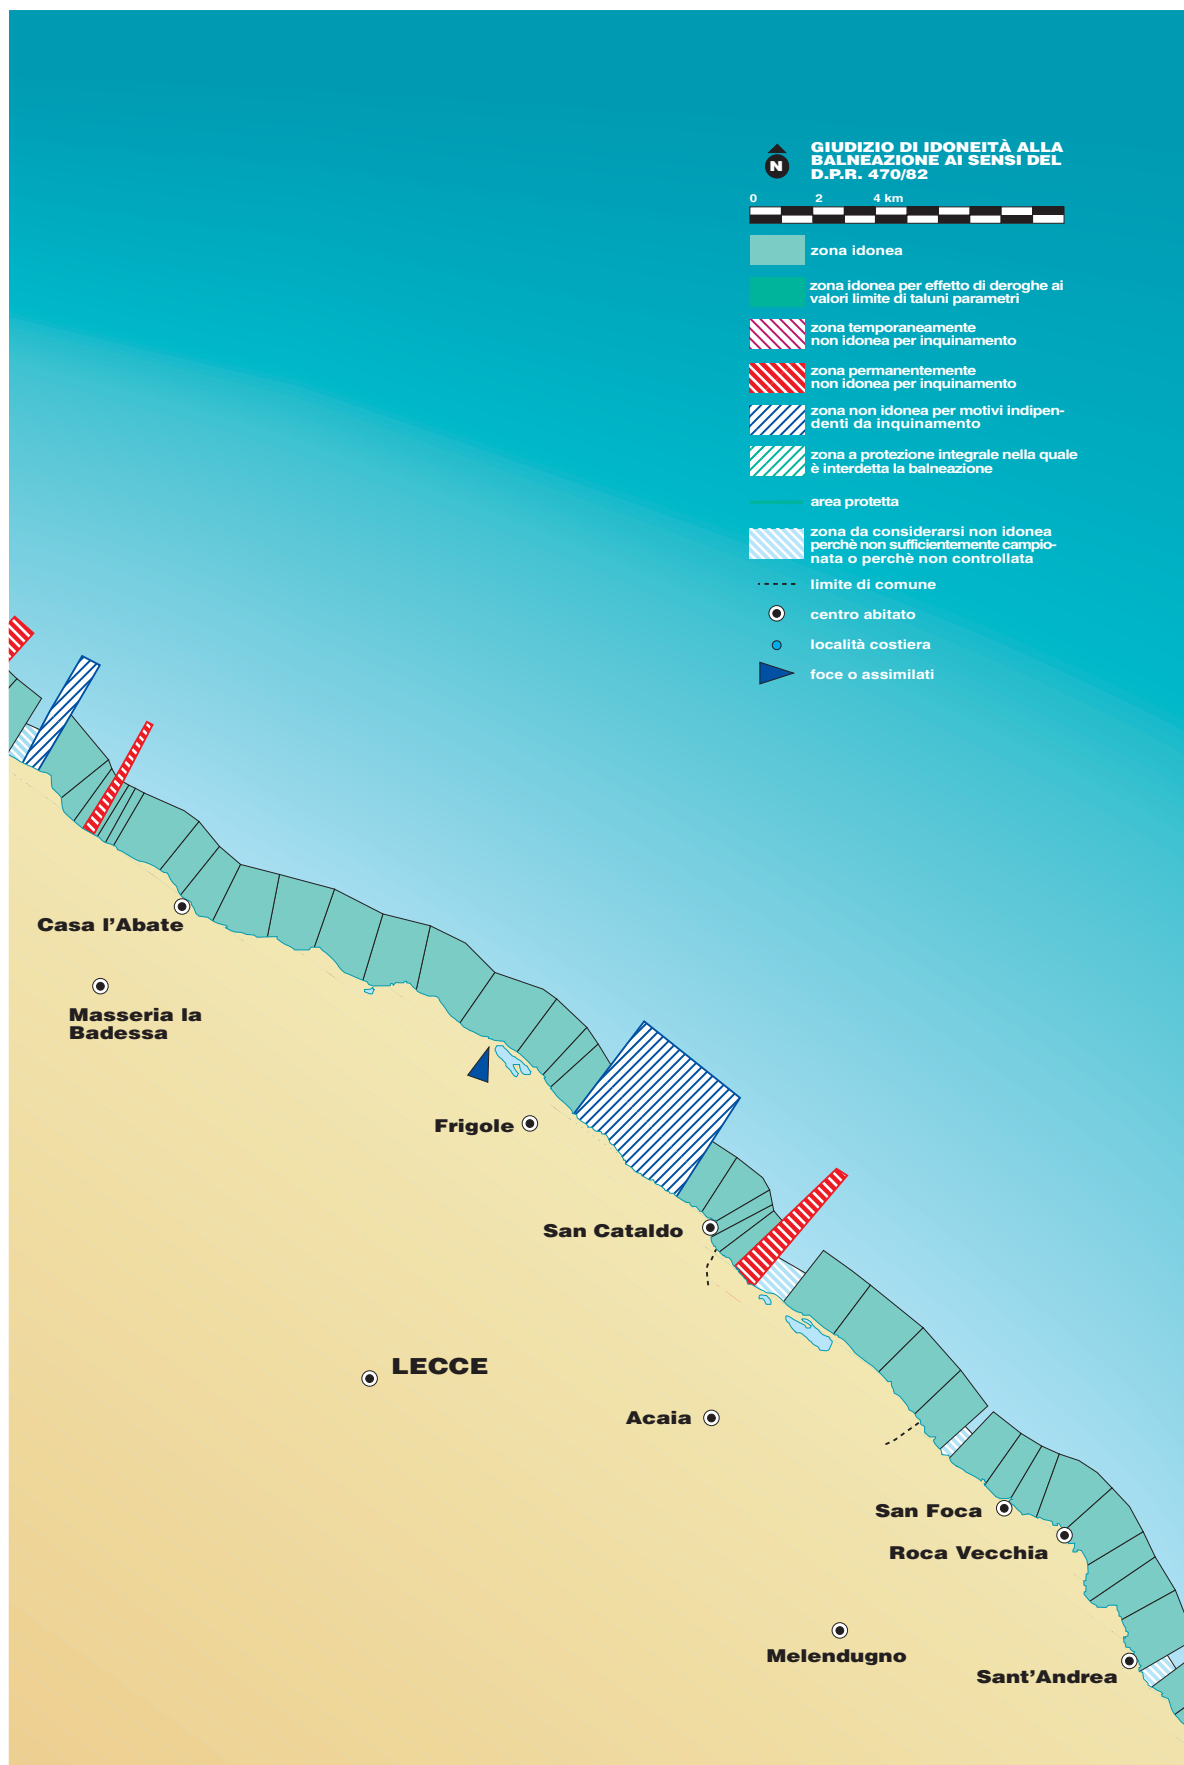 GIUDIZIO DI IDONEITÀ ALLA
BALNEAZIONE AI SENSI DEL
D.P.R. 470/82
N
0 2 4 km
zona idonea
zona idonea per effetto di deroghe ai
valori limite di taluni parametri
zona temporaneamente
non idonea per inquinamento
zona permanentemente
non idonea per inquinamento
zona non idonea per motivi indipen-
denti da inquinamento
zona a protezione integrale nella quale
è interdetta la balneazione
area protetta
zona da considerarsi non idonea
perchè non sufficientemente campio-
nata o perchè non controllata
limite di comune
centro abitato
località costiera
foce o assimilati
Casa l'Abate
Masseria la
Badessa
Frigole
San Cataldo
LECCE
Acaia
San Foca
Roca Vecchia
Melendugno
Sant'Andrea